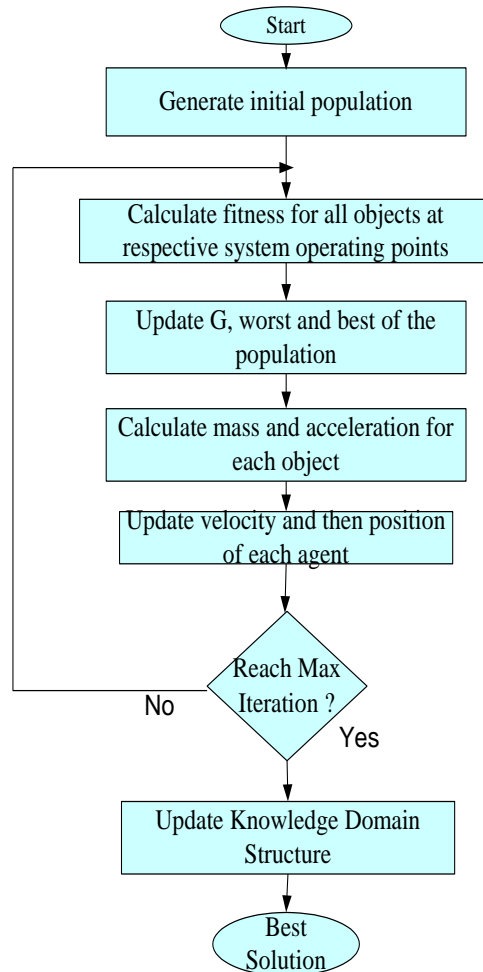 Start
Generate initial population
Calculate fitness for all objects at
respective system operating points
Update G, worst and best of the
population
Calculate mass and acceleration for
each object
Update velocity and then position
of each agent
Reach Max
Iteration ?
No
Yes
Update Knowledge Domain
Structure
Best
Solution